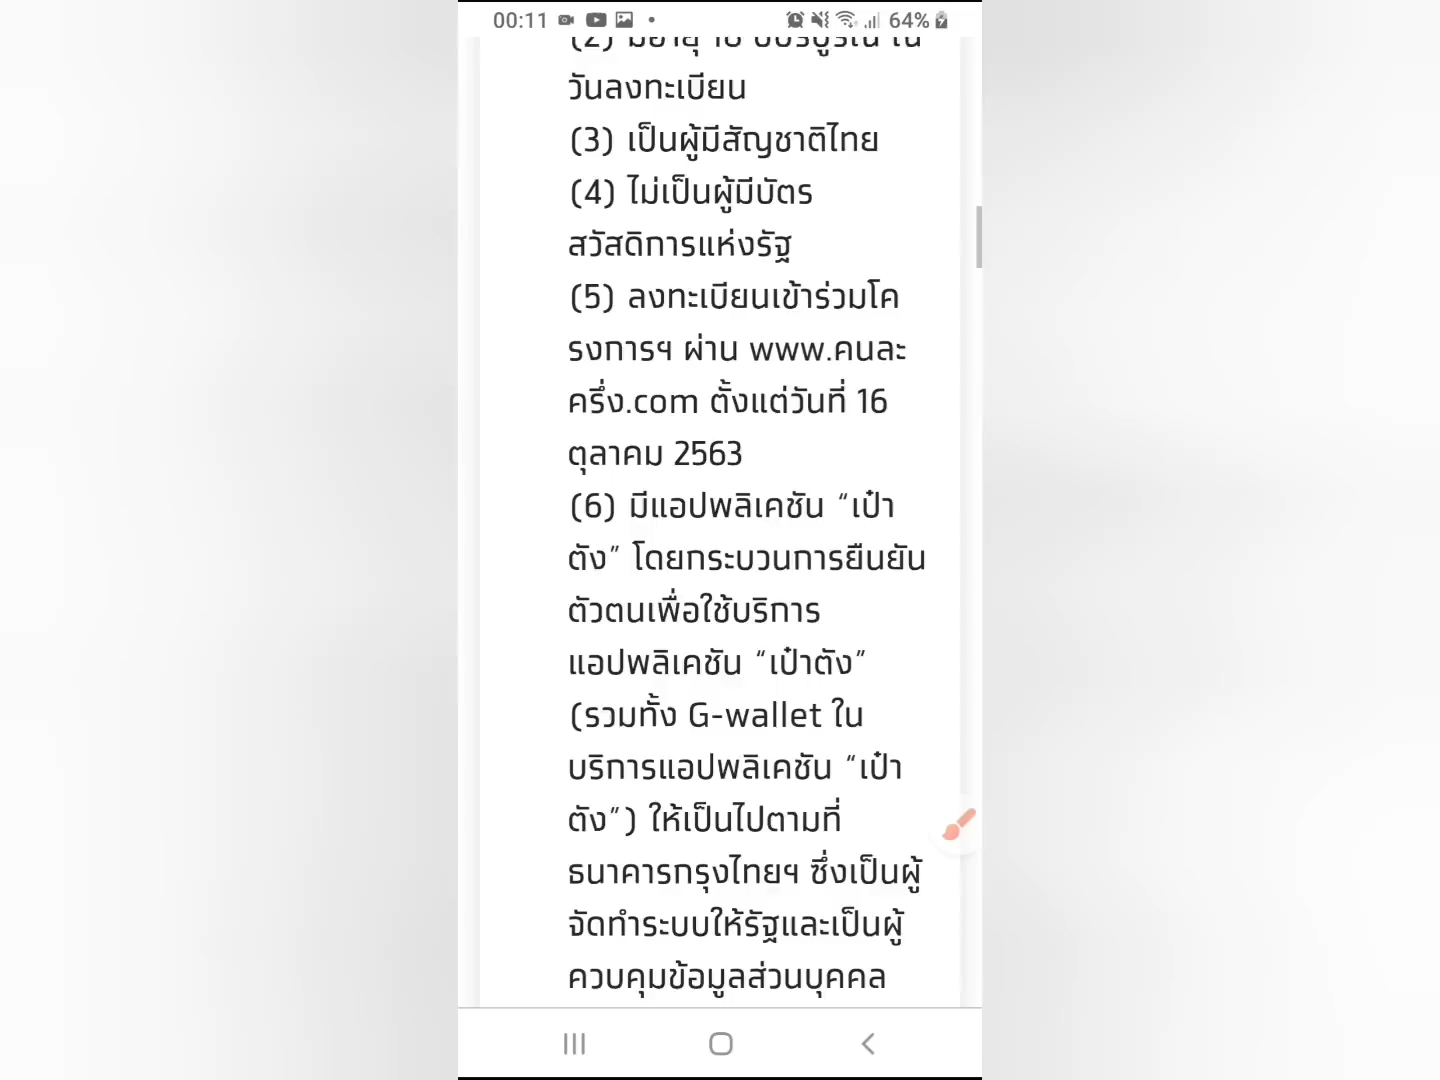 00:11
64%
(2) มีอายุ 18 ปีบริบูรณ์ ณ
วันลงทะเบียน
(3) เป็นผู้มีสัญชาติไทย
(4) ไม่เป็นผู้มีบัตร
สวัสดิการแห่งรัฐ
(5) ลงทะเบียนเข้าร่วมโค
รงการฯ ผ่าน www.คนละ
ครึ่ง.com ตั้งแต่วันที่ 16
ตุลาคม 2563
(6) มีแอปพลิเคชัน “เป๋า
ตัง” โดยกระบวนการยืนยัน
ตัวตนเพื่อใช้บริการ
แอปพลิเคชัน “เป๋าตัง”
(รวมทั้ง G-wallet ใน
บริการแอปพลิเคชัน “เป๋า
ตัง”) ให้เป็นไปตามที่
ธนาคารกรุงไทยฯ ซึ่งเป็นผู้
จัดทำระบบให้รัฐและเป็นผู้
ควบคุมข้อมูลส่วนบุคคล